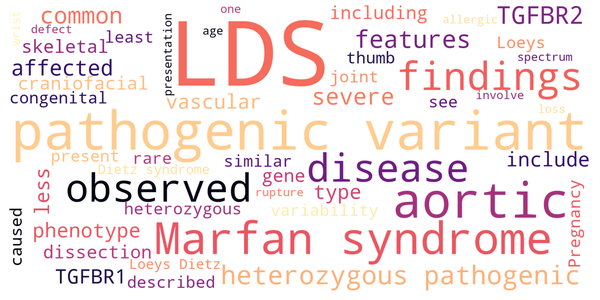 LDS
one
common
including
TGFBR2
allergic
wrist
defect
age
presentation
skeletal
least
features
Loeys
spectrum
affected
thumb
findings
craniofacial
joint
congenital
vascular
severe
see
involve
loss
pathogenic variant
present
rare
similar
disease
include
Dietz syndrome
gene
observed
rupture
type
aortic
less
heterozygous
variability
Pregnancy
caused
phenotype
Marfan syndrome
dissection
Loeys Dietz
TGFBR1
described
heterozygous pathogenic